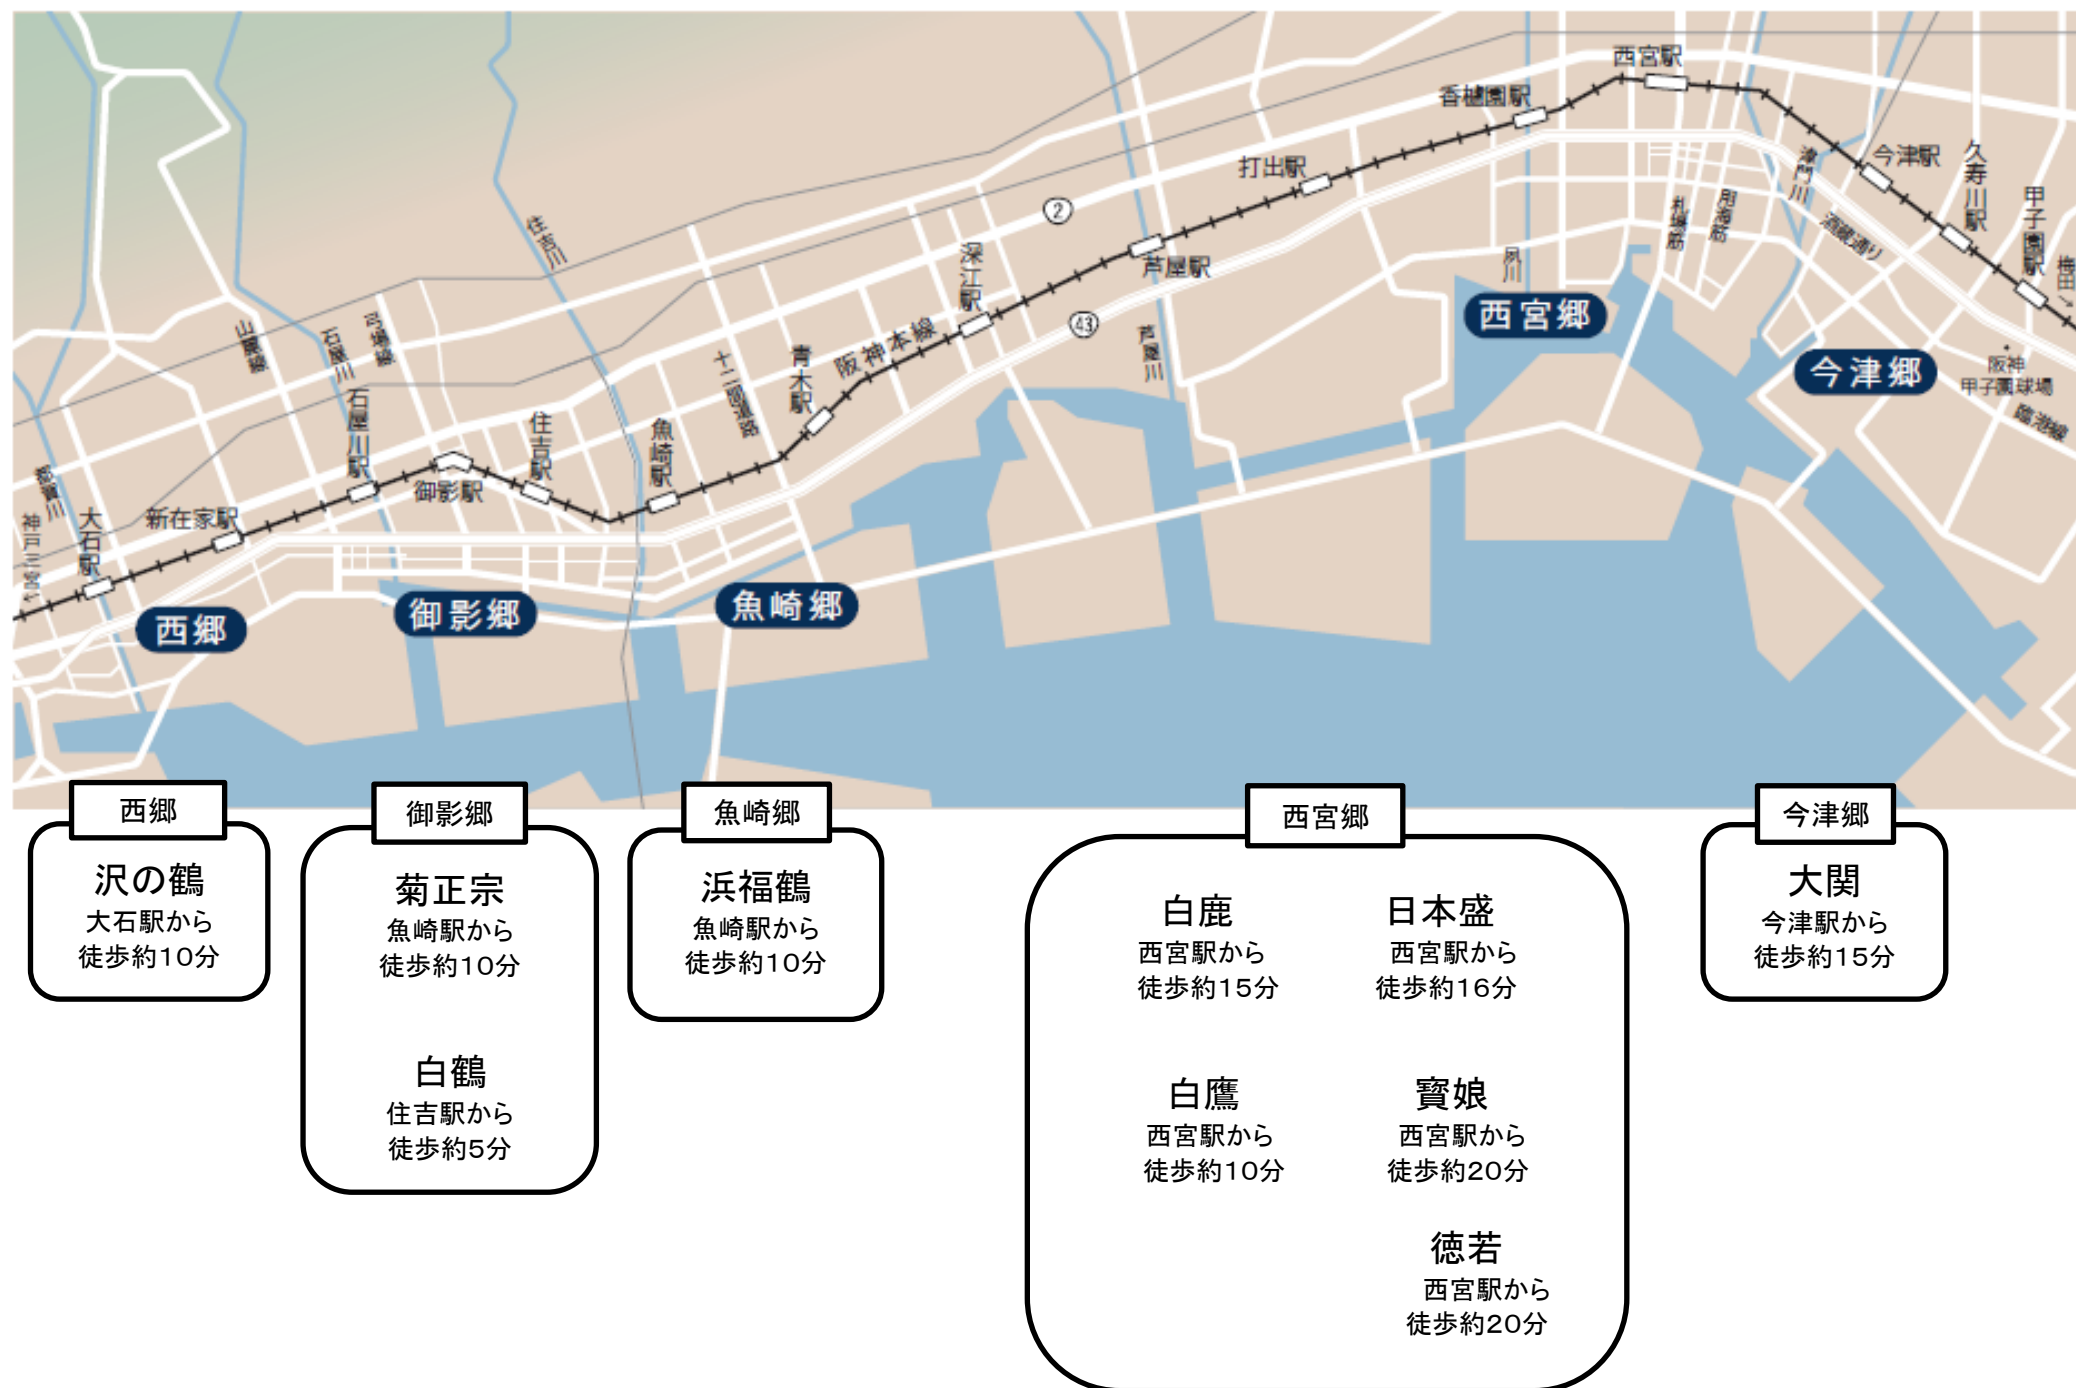 西宮駅
香櫨園駅
打出駅
今津駅
久寿川駅
甲子園駅
梅田→
津門川
札場筋
用海筋
酒蔵通り
夙川
2
43
芦屋駅
芦屋川
深江駅
阪神本線
青木駅
十二間道路
住吉川
魚崎駅
住吉駅
御影駅
石屋川駅
石屋川
山麓線
新在家駅
大石駅
神戸三宮
西郷
御影郷
魚崎郷
西宮郷
今津郷
阪神
甲子園球場
臨港線
西郷
沢の鶴
大石駅から
徒歩約10分
御影郷
菊正宗
魚崎駅から
徒歩約10分
白鶴
住吉駅から
徒歩約5分
魚崎郷
浜福鶴
魚崎駅から
徒歩約10分
西宮郷
白鹿
西宮駅から
徒歩約15分
日本盛
西宮駅から
徒歩約16分
白鷹
西宮駅から
徒歩約10分
寳娘
西宮駅から
徒歩約20分
徳若
西宮駅から
徒歩約20分
今津郷
大関
今津駅から
徒歩約15分